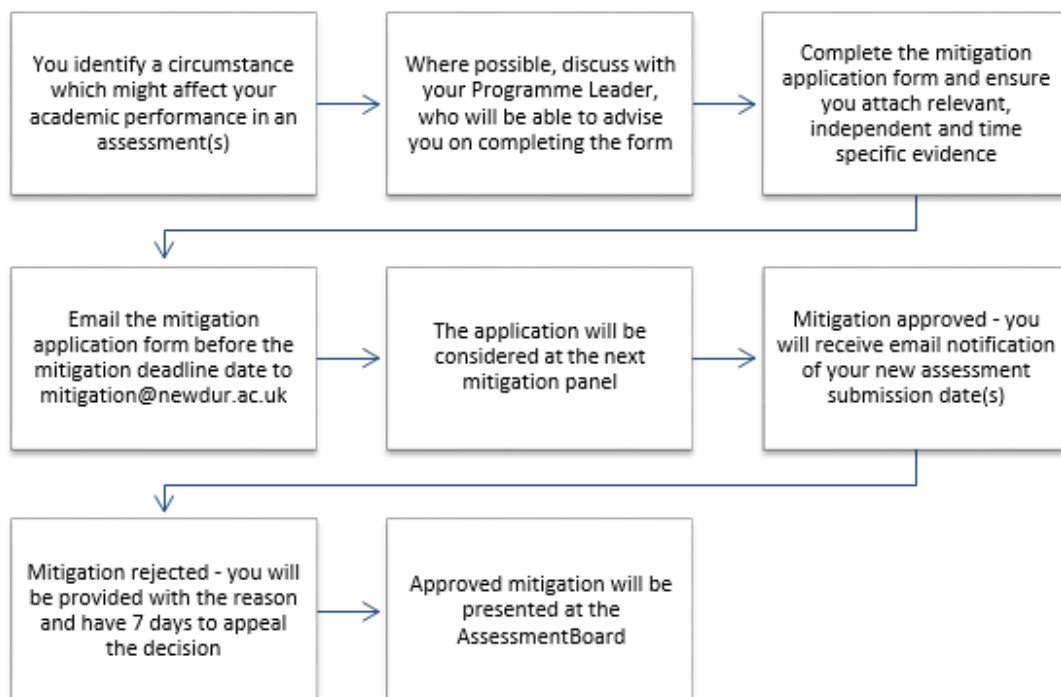 You identify a circumstance
which might affect your
academic performance in an
assessment(s)
Where possible, discuss with
your Programme Leader,
who will be able to advise
you on completing the form
Complete the mitigation
application form and ensure
you attach relevant,
independent and time
specific evidence
Email the mitigation
application form before the
mitigation deadline date to
mitigation@newdur.ac.uk
The application will be
considered at the next
mitigation panel
Mitigation approved - you
will receive email notification
of your new assessment
submission date(s)
Mitigation rejected - you will
be provided with the reason
and have 7 days to appeal
the decision
Approved mitigation will be
presented at the
AssessmentBoard